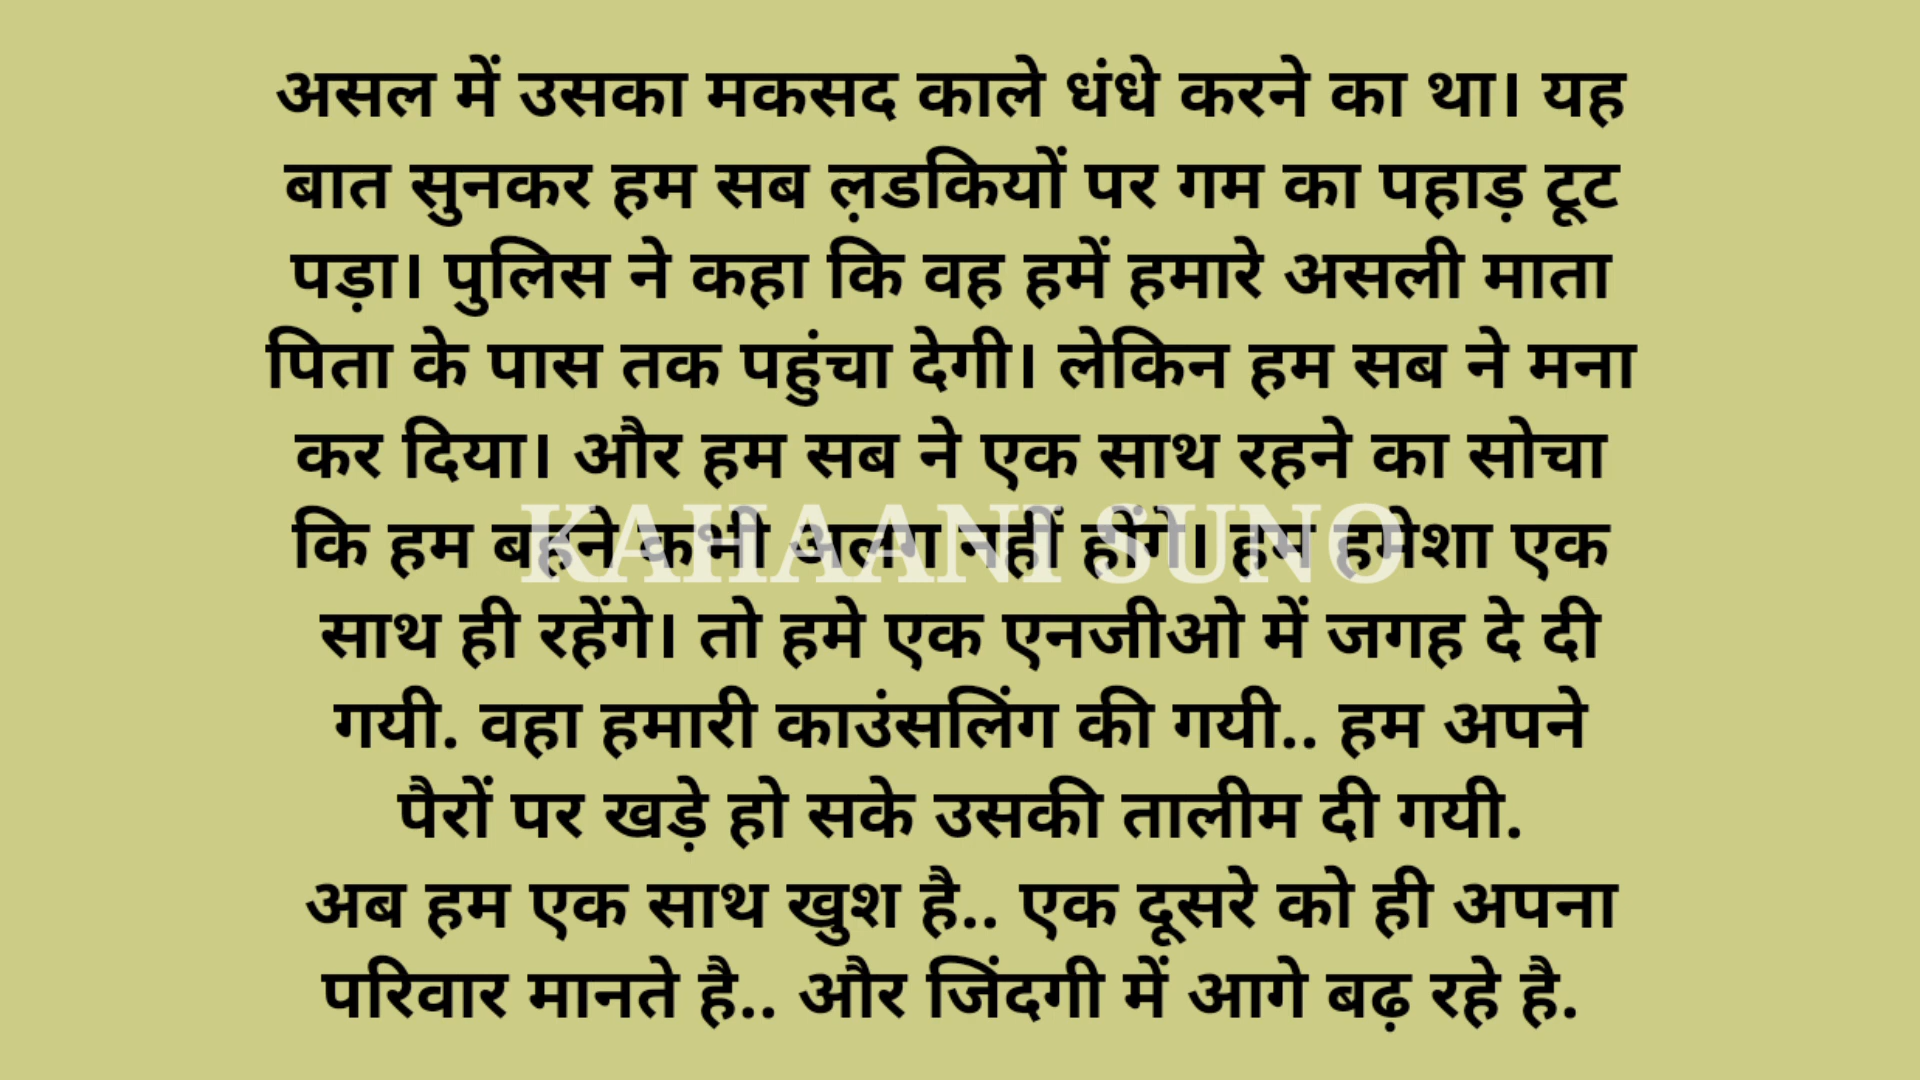 असल में उसका मकसद काले धंधे करने का था। यह
बात सुनकर हम सब ल़डकियों पर गम का पहाड़ टूट
पड़ा। पुलिस ने कहा कि वह हमें हमारे असली माता
पिता के पास तक पहुंचा देगी। लेकिन हम सब ने मना
कर दिया। और हम सब ने एक साथ रहने का सोचा
कि हम बहने कभी अलग नहीं होंगे। हम हमेशा एक
KAHAANI SUNO
साथ ही रहेंगे। तो हमे एक एनजीओ में जगह दे दी
गयी. वहा हमारी काउंसलिंग की गयी.. हम अपने
पैरों पर खड़े हो सके उसकी तालीम दी गयी.
अब हम एक साथ खुश है.. एक दूसरे को ही अपना
परिवार मानते है.. और जिंदगी में आगे बढ़ रहे है.